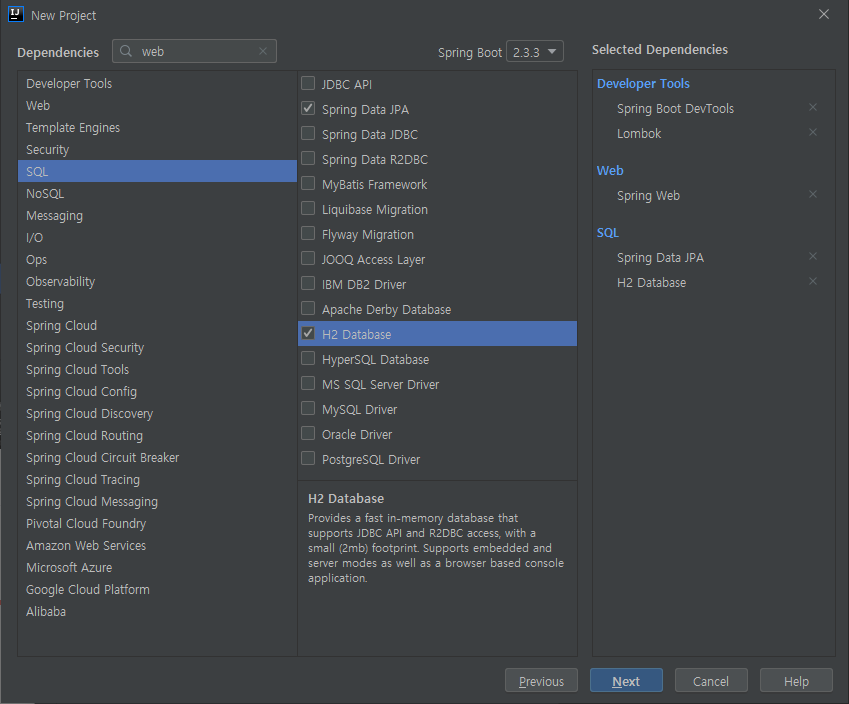 New Project
Dependencies
web
Spring Boot
2.3.3
Selected Dependencies
Developer Tools
Web
Template Engines
Security
SQL
NoSQL
Messaging
I/O
Ops
Observability
Testing
Spring Cloud
Spring Cloud Security
Spring Cloud Tools
Spring Cloud Config
Spring Cloud Discovery
Spring Cloud Routing
Spring Cloud Circuit Breaker
Spring Cloud Tracing
Spring Cloud Messaging
Pivotal Cloud Foundry
Amazon Web Services
Microsoft Azure
Google Cloud Platform
Alibaba
JDBC API
Spring Data JPA
Spring Data JDBC
Spring Data R2DBC
MyBatis Framework
Liquibase Migration
Flyway Migration
JOOQ Access Layer
IBM DB2 Driver
Apache Derby Database
H2 Database
HyperSQL Database
MS SQL Server Driver
MySQL Driver
Oracle Driver
PostgreSQL Driver
H2 Database
Provides a fast in-memory database that
supports JDBC API and R2DBC access, with a
small (2mb) footprint. Supports embedded and
server modes as well as a browser based console
application.
Developer Tools
Spring Boot DevTools
Lombok
Web
Spring Web
SQL
Spring Data JPA
H2 Database
Previous
Next
Cancel
Help